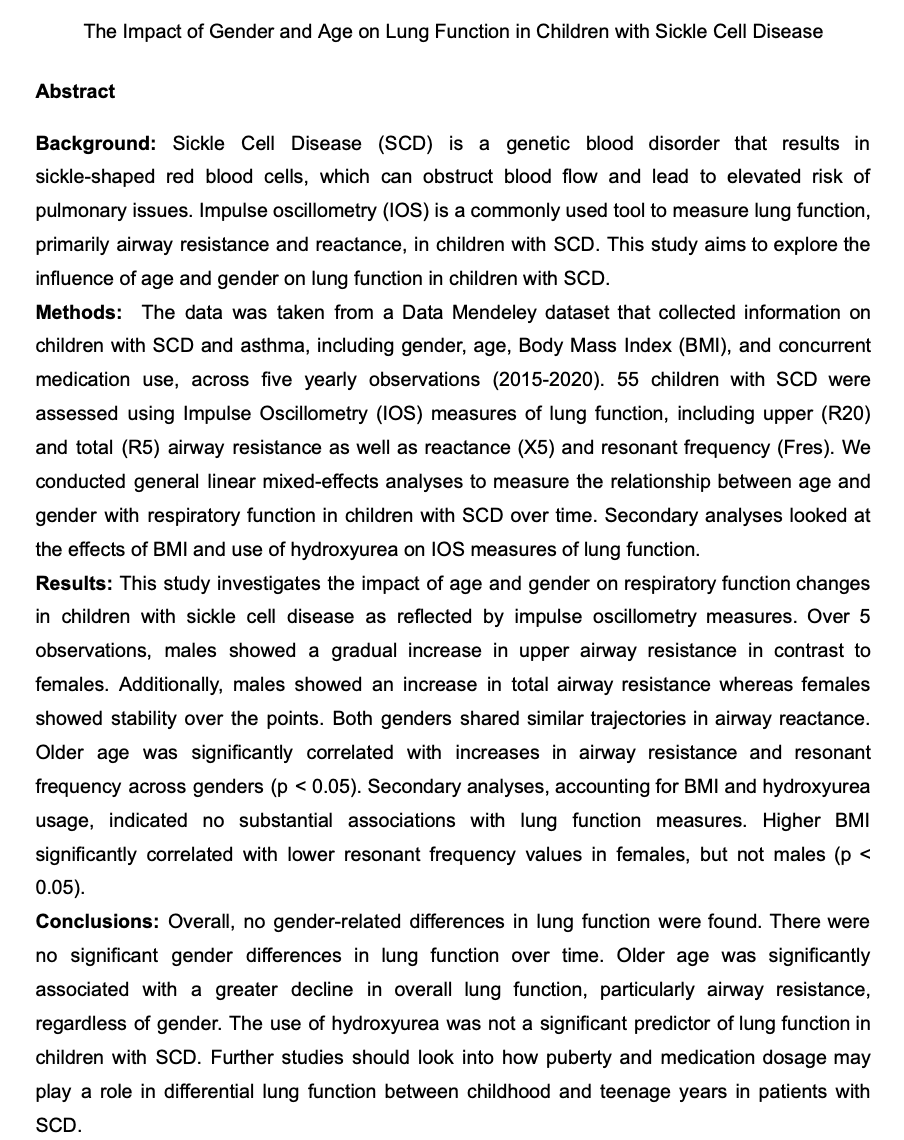 The Impact of Gender and Age on Lung Function in Children with Sickle Cell Disease
Abstract
Background: Sickle Cell Disease (SCD) is a genetic blood disorder that results in
sickle-shaped red blood cells, which can obstruct blood flow and lead to elevated risk of
pulmonary issues. Impulse oscillometry (IOS) is a commonly used tool to measure lung function,
primarily airway resistance and reactance, in children with SCD. This study aims to explore the
influence of age and gender on lung function in children with SCD.
Methods: The data was taken from a Data Mendeley dataset that collected information on
children with SCD and asthma, including gender, age, Body Mass Index (BMI), and concurrent
medication use, across five yearly observations (2015-2020). 55 children with SCD were
assessed using Impulse Oscillometry (IOS) measures of lung function, including upper (R20)
and total (R5) airway resistance as well as reactance (X5) and resonant frequency (Fres). We
conducted general linear mixed-effects analyses to measure the relationship between age and
gender with respiratory function in children with SCD over time. Secondary analyses looked at
the effects of BMI and use of hydroxyurea on IOS measures of lung function.
Results: This study investigates the impact of age and gender on respiratory function changes
in children with sickle cell disease as reflected by impulse oscillometry measures. Over 5
observations, males showed a gradual increase in upper airway resistance in contrast to
females. Additionally, males showed an increase in total airway resistance whereas females
showed stability over the points. Both genders shared similar trajectories in airway reactance.
Older age was significantly correlated with increases in airway resistance and resonant
frequency across genders (p < 0.05). Secondary analyses, accounting for BMI and hydroxyurea
usage, indicated no substantial associations with lung function measures. Higher BMI
significantly correlated with lower resonant frequency values in females, but not males (p <
0.05).
Conclusions: Overall, no gender-related differences in lung function were found. There were
no significant gender differences in lung function over time. Older age was significantly
associated with a greater decline in overall lung function, particularly airway resistance,
regardless of gender. The use of hydroxyurea was not a significant predictor of lung function in
children with SCD. Further studies should look into how puberty and medication dosage may
play a role in differential lung function between childhood and teenage years in patients with
SCD.